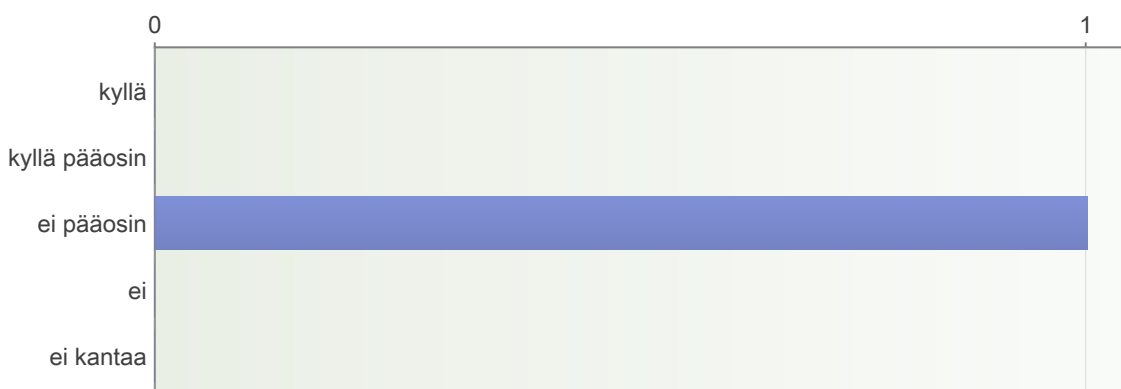 0 1
kyllä
kyllä pääosin
ei pääosin
ei
ei kantaa